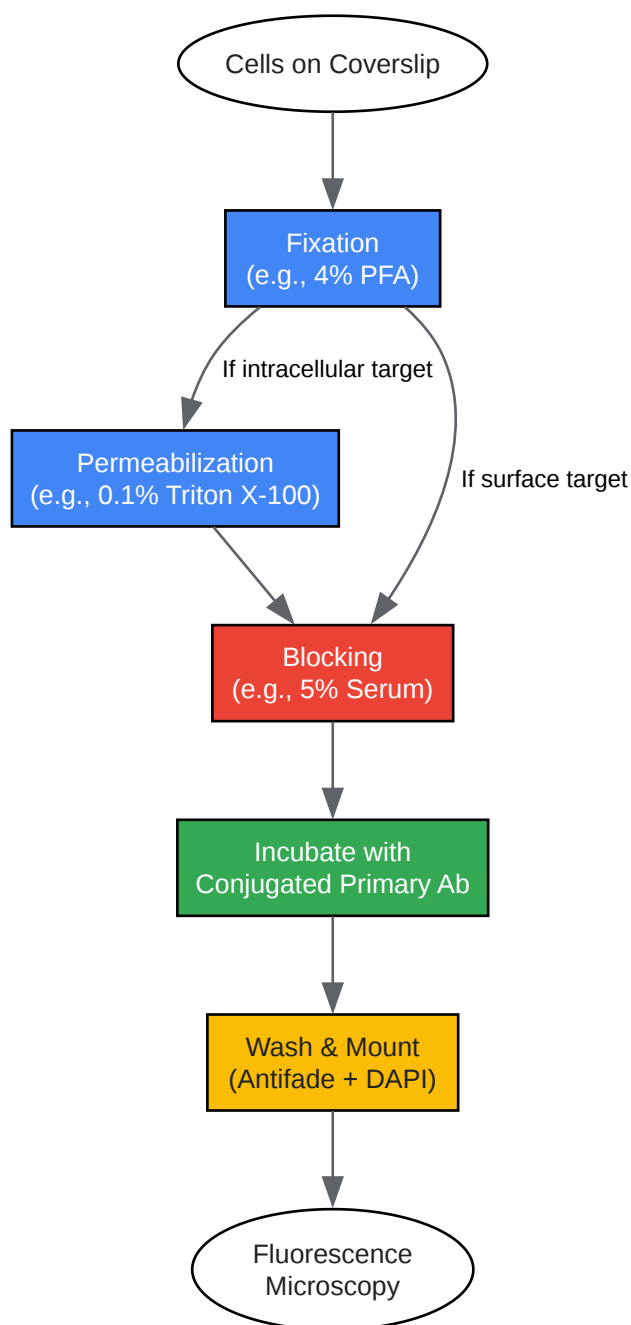 Cells on Coverslip
Fixation
(e.g., 4% PFA)
If intracellular target
Permeabilization
(e.g., 0.1% Triton X-100)
If surface target
Blocking
(e.g., 5% Serum)
Incubate with
Conjugated Primary Ab
Wash & Mount
(Antifade + DAPI)
Fluorescence
Microscopy